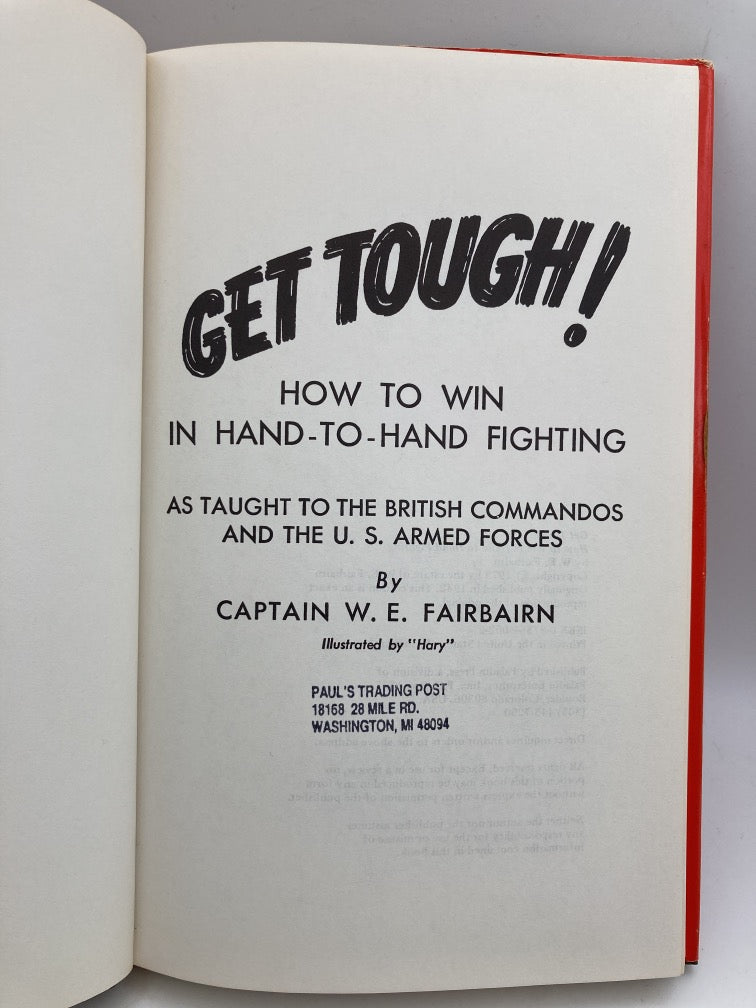 GET TOUGH!
HOW TO WIN
IN HAND-TO-HAND FIGHTING
AS TAUGHT TO THE BRITISH COMMANDOS
AND THE U. S. ARMED FORCES
By
CAPTAIN W. E. FAIRBAIRN
Illustrated by "Hary"
PAUL'S TRADING POST
18168 28 MILE RD.
WASHINGTON, MI 48094